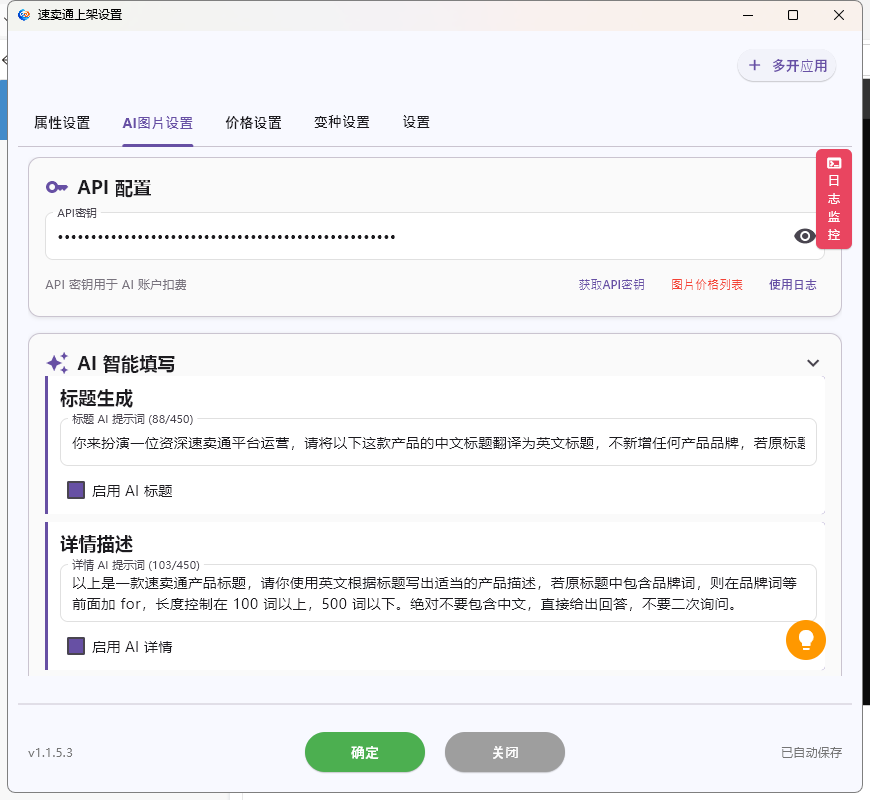 速卖通上架设置
多开应用
属性设置
AI图片设置
价格设置
变种设置
设置
日志监控
API 配置
API密钥
••••••••••••••••••••••••••••••••••••••••••••••••••••
API 密钥用于 AI 账户扣费
获取API密钥
图片价格列表
使用日志
AI 智能填写
标题生成
标题 AI 提示词 (88/450)
你来扮演一位资深速卖通平台运营，请将以下这款产品的中文标题翻译为英文标题，不新增任何产品品牌，若原标题
启用 AI 标题
详情描述
详情 AI 提示词 (103/450)
以上是一款速卖通产品标题，请你使用英文根据标题写出适当的产品描述，若原标题中包含品牌词，则在品牌词等
前面加 for，长度控制在 100 词以上，500 词以下。绝对不要包含中文，直接给出回答，不要二次询问。
启用 AI 详情
v1.1.5.3
确定
关闭
已自动保存